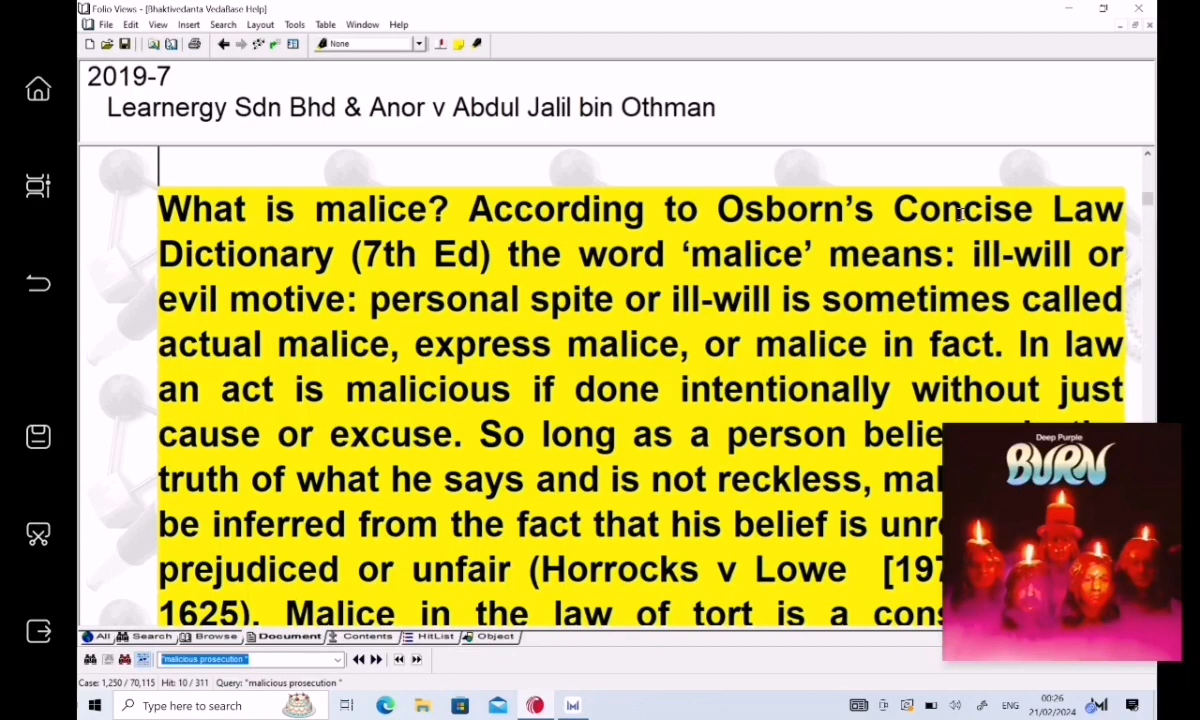 Folio Views - [Bhaktivedanta VedaBase Help]
File Edit View Insert Search Layout Tools Table Window Help
None
2019-7
Learnergy Sdn Bhd & Anor v Abdul Jalil bin Othman
What is malice? According to Osborn’s Concise Law
Dictionary (7th Ed) the word ‘malice’ means: ill-will or
evil motive: personal spite or ill-will is sometimes called
actual malice, express malice, or malice in fact. In law
an act is malicious if done intentionally without just
cause or excuse. So long as a person
truth of what he says and is not reckless,
be inferred from the fact that his belief is
prejudiced or unfair (Horrocks v Lowe
1625). Malice in the law of tort is a
Deep Purple
BURN
All Search Browse Document Contents HitList Object
"malicious prosecution "
Case: 1,250 / 70,115 Hit: 10 / 311 Query: "malicious prosecution "
Type here to search
ENG
00:26
21/02/2024